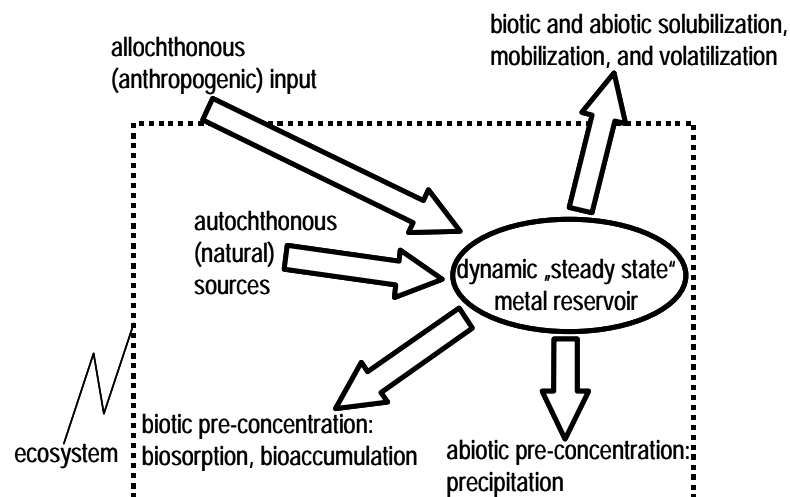 allochthonous
(anthropogenic) input
biotic and abiotic solubilization,
mobilization, and volatilization
autochthonous
(natural)
sources
dynamic „steady state“
metal reservoir
biotic pre-concentration:
biosorption, bioaccumulation
abiotic pre-concentration:
precipitation
ecosystem